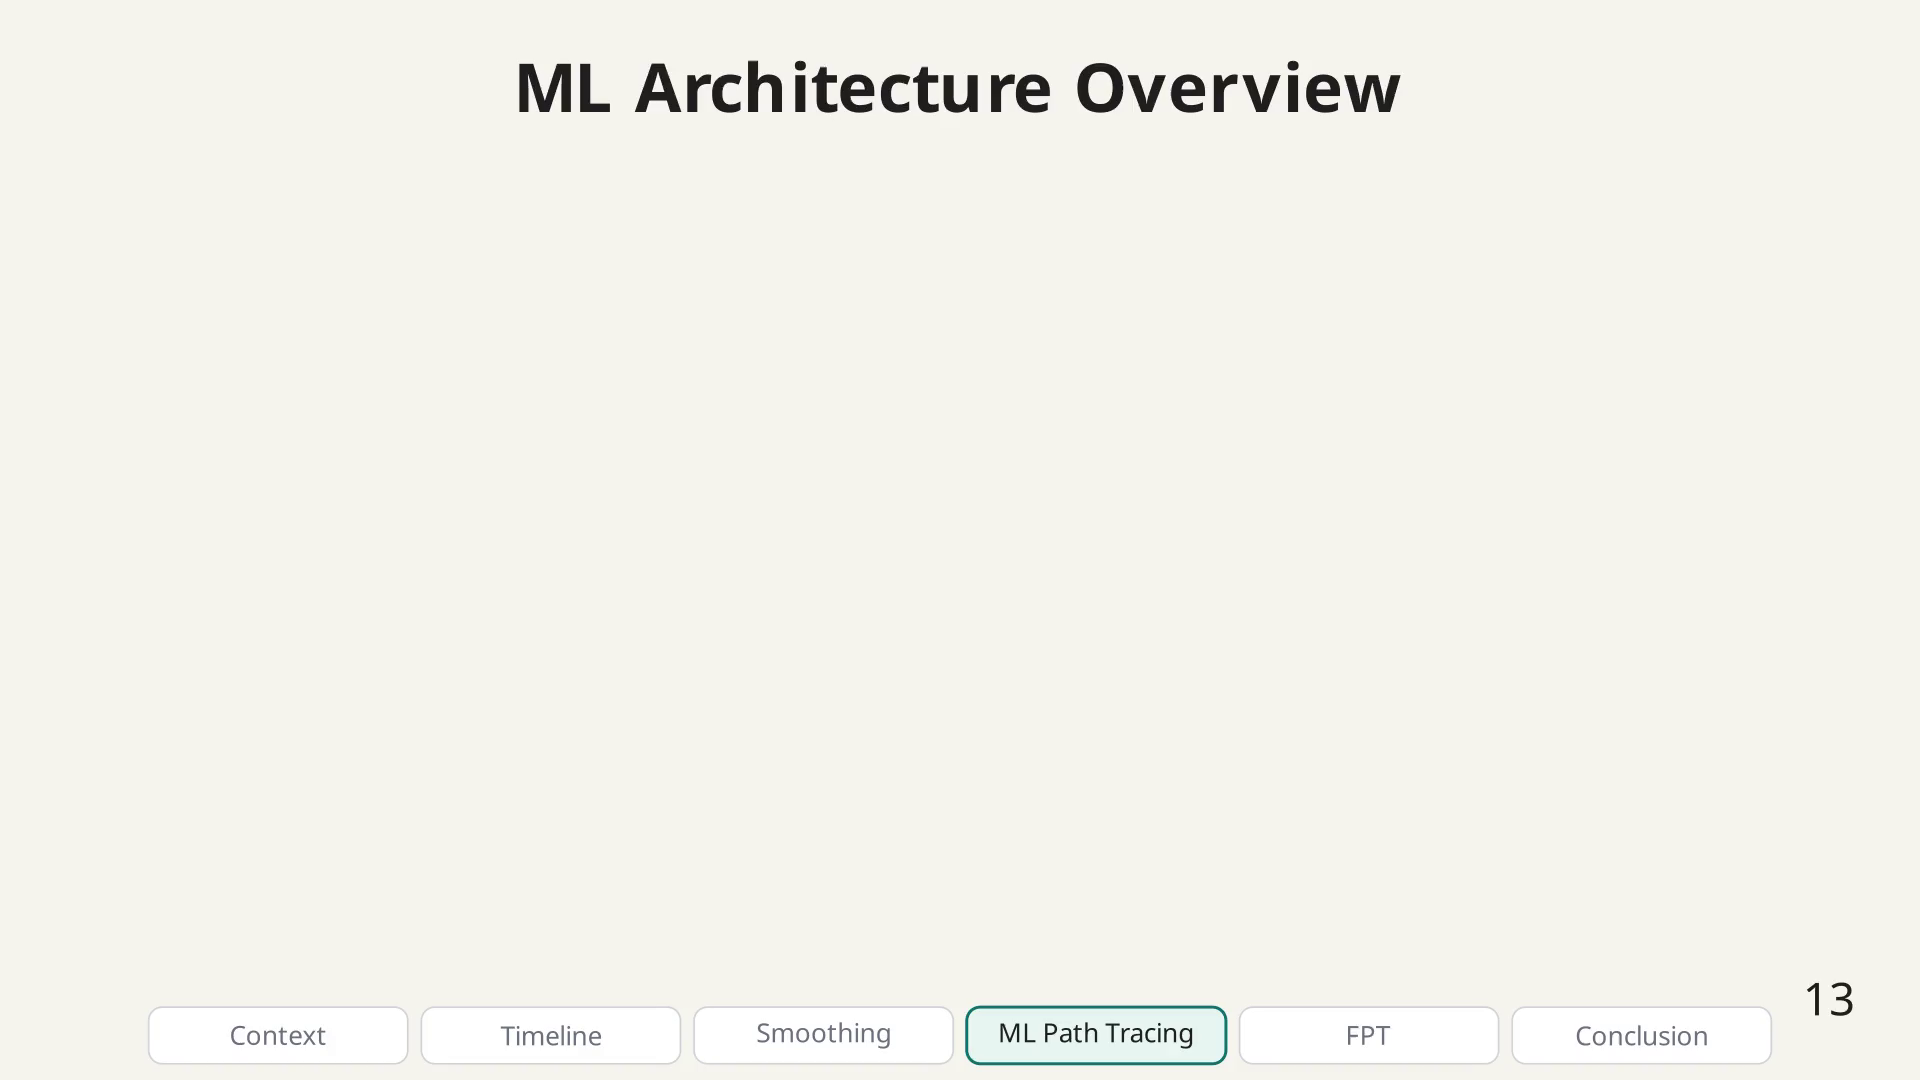 ML Architecture Overview
13
Context
Timeline
Smoothing
ML Path Tracing
FPT
Conclusion